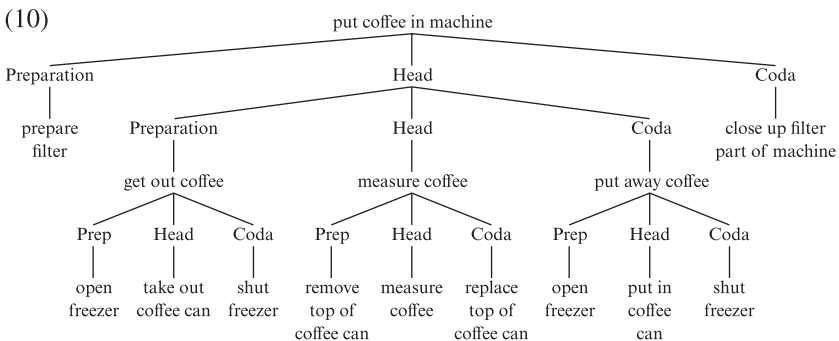 (10)
put coffee in machine
Preparation Head Coda
prepare
filter
Preparation Head Coda
close up filter
part of machine
get out coffee measure coffee put away coffee
Prep Head Coda Prep Head Coda Prep Head Coda
open
freezer
take out
coffee can
shut
freezer
remove
top of
coffee can
measure
coffee
replace
top of
coffee can
open
freezer
put in
coffee
can
shut
freezer